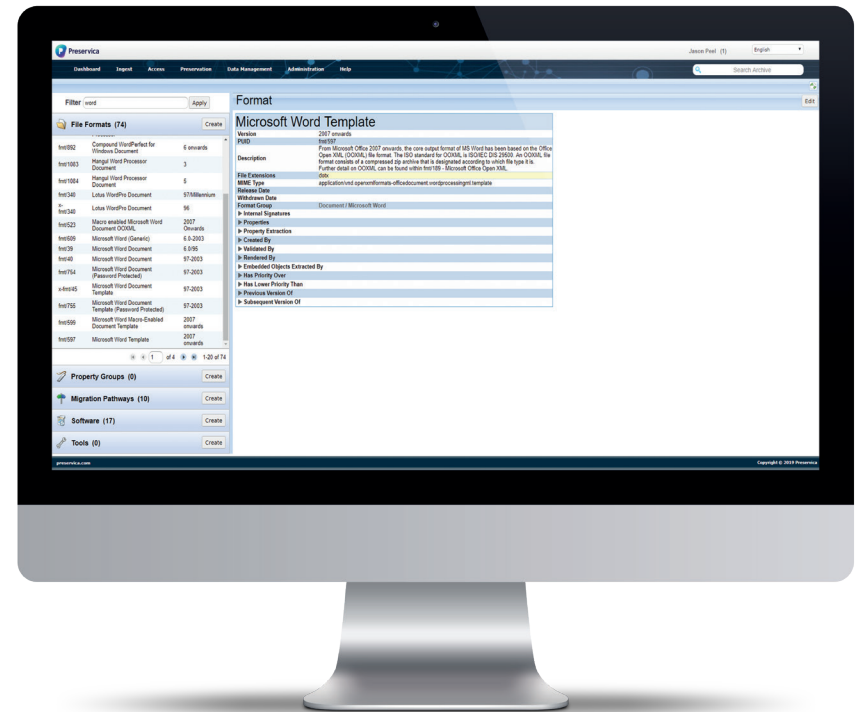 Preservica
Jason Peel (1) English
Dashboard Ingest Access Preservation Data Management Administration Help
Search Archive
Filter word Apply
Format Edit
File Formats (74) Create
fmt/892 Compound WordPerfect for Windows Document 6 onwards
fmt/1083 Hangul Word Processor Document 3
fmt/1084 Hangul Word Processor Document 5
fmt/340 Lotus WordPro Document 97/Millennium
x-fmt/340 Lotus WordPro Document 96
fmt/523 Macro enabled Microsoft Word Document OOXML 2007 Onwards
fmt/609 Microsoft Word (Generic) 6.0-2003
fmt/39 Microsoft Word Document 6.0/95
fmt/40 Microsoft Word Document 97-2003
fmt/754 Microsoft Word Document (Password Protected) 97-2003
x-fmt/45 Microsoft Word Document Template 97-2003
fmt/755 Microsoft Word Document Template (Password Protected) 97-2003
fmt/599 Microsoft Word Macro-Enabled Document Template 2007 onwards
fmt/597 Microsoft Word Template 2007 onwards
1 of 4 1-20 of 74
Property Groups (0) Create
Migration Pathways (10) Create
Software (17) Create
Tools (0) Create
Microsoft Word Template
Version 2007 onwards
PUID fmt/597
Description From Microsoft Office 2007 onwards, the core output format of MS Word has been based on the Office
Open XML (OOXML) file format. The ISO standard for OOXML is ISO/IEC DIS 29500. An OOXML file
format consists of a compressed zip archive that is designated according to which file type it is.
Further detail on OOXML can be found within fmt/189 - Microsoft Office Open XML.
File Extensions dotx
MIME Type application/vnd.openxmlformats-officedocument.wordprocessingml.template
Release Date
Withdrawn Date
Format Group Document / Microsoft Word
Internal Signatures
Properties
Property Extraction
Created By
Validated By
Rendered By
Embedded Objects Extracted By
Has Priority Over
Has Lower Priority Than
Previous Version Of
Subsequent Version Of
preservica.com Copyright © 2019 Preservica